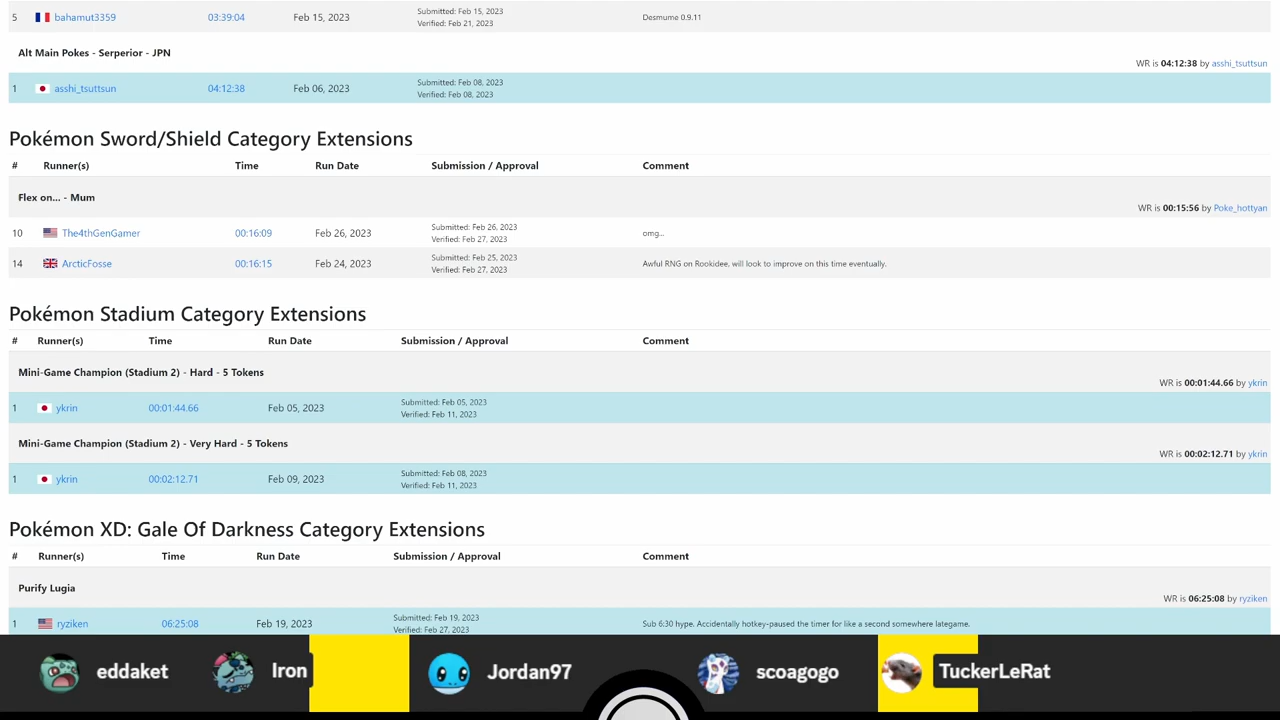 5 bahamut3359 03:39:04 Feb 15, 2023 Submitted: Feb 15, 2023 Verified: Feb 21, 2023 Desmume 0.9.11
Alt Main Pokes - Serperior - JPN
WR is 04:12:38 by asshi_tsuttsun
1 asshi_tsuttsun 04:12:38 Feb 06, 2023 Submitted: Feb 08, 2023 Verified: Feb 08, 2023
Pokémon Sword/Shield Category Extensions
# Runner(s) Time Run Date Submission / Approval Comment
Flex on... - Mum
WR is 00:15:56 by Poke_hottyan
10 The4thGenGamer 00:16:09 Feb 26, 2023 Submitted: Feb 26, 2023 Verified: Feb 27, 2023 omg...
14 ArcticFosse 00:16:15 Feb 24, 2023 Submitted: Feb 25, 2023 Verified: Feb 27, 2023 Awful RNG on Rookidee, will look to improve on this time eventually.
Pokémon Stadium Category Extensions
# Runner(s) Time Run Date Submission / Approval Comment
Mini-Game Champion (Stadium 2) - Hard - 5 Tokens
WR is 00:01:44.66 by ykrin
1 ykrin 00:01:44.66 Feb 05, 2023 Submitted: Feb 05, 2023 Verified: Feb 11, 2023
Mini-Game Champion (Stadium 2) - Very Hard - 5 Tokens
WR is 00:02:12.71 by ykrin
1 ykrin 00:02:12.71 Feb 09, 2023 Submitted: Feb 08, 2023 Verified: Feb 11, 2023
Pokémon XD: Gale Of Darkness Category Extensions
# Runner(s) Time Run Date Submission / Approval Comment
Purify Lugia
WR is 06:25:08 by ryziken
1 ryziken 06:25:08 Feb 19, 2023 Submitted: Feb 19, 2023 Verified: Feb 27, 2023 Sub 6:30 hype. Accidentally hotkey-paused the timer for like a second somewhere lategame.
eddaket Iron Jordan97 scoagogo TuckerLeRat